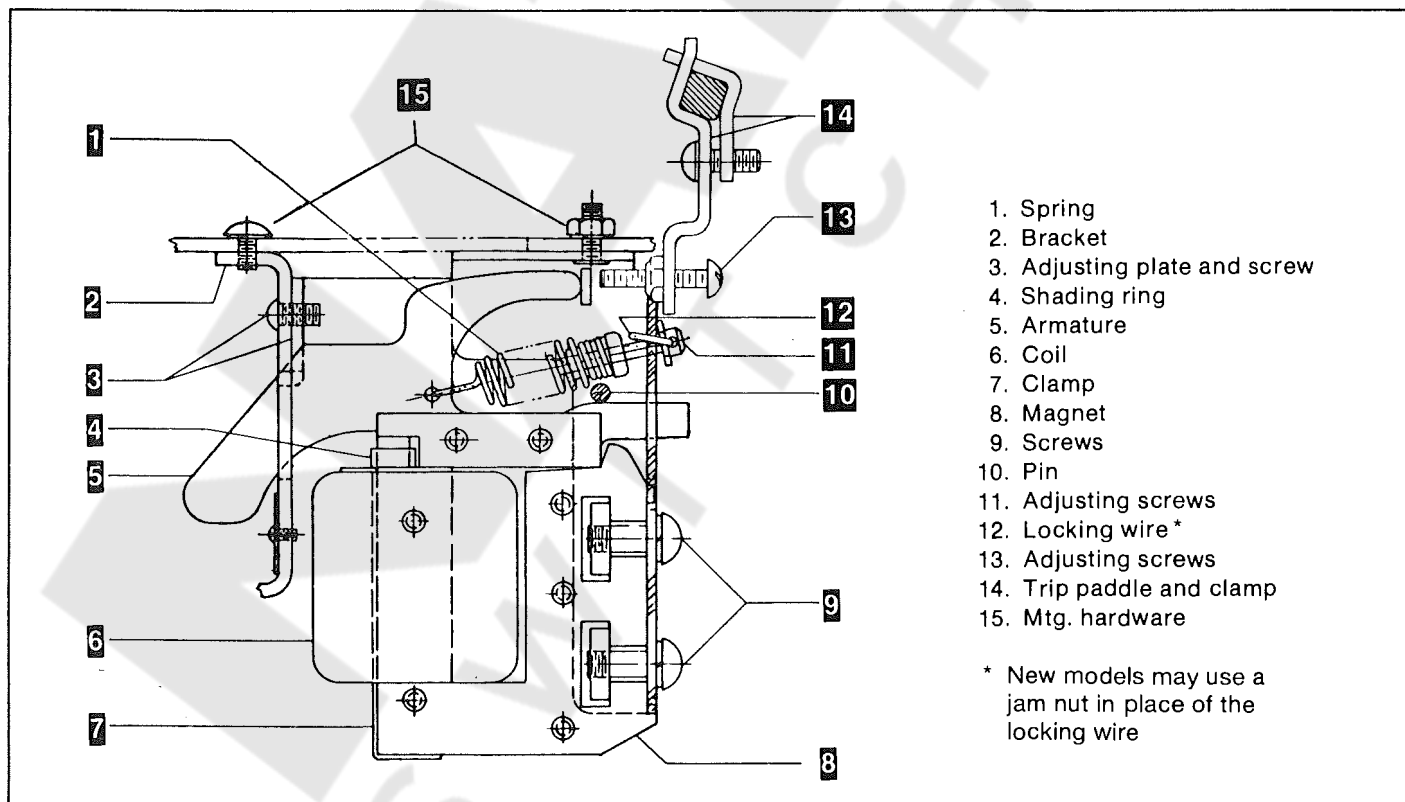 15
1
14
13
2
12
11
3
10
4
5
9
6
7
8
1. Spring
2. Bracket
3. Adjusting plate and screw
4. Shading ring
5. Armature
6. Coil
7. Clamp
8. Magnet
9. Screws
10. Pin
11. Adjusting screws
12. Locking wire*
13. Adjusting screws
14. Trip paddle and clamp
15. Mtg. hardware
* New models may use a
jam nut in place of the
locking wire